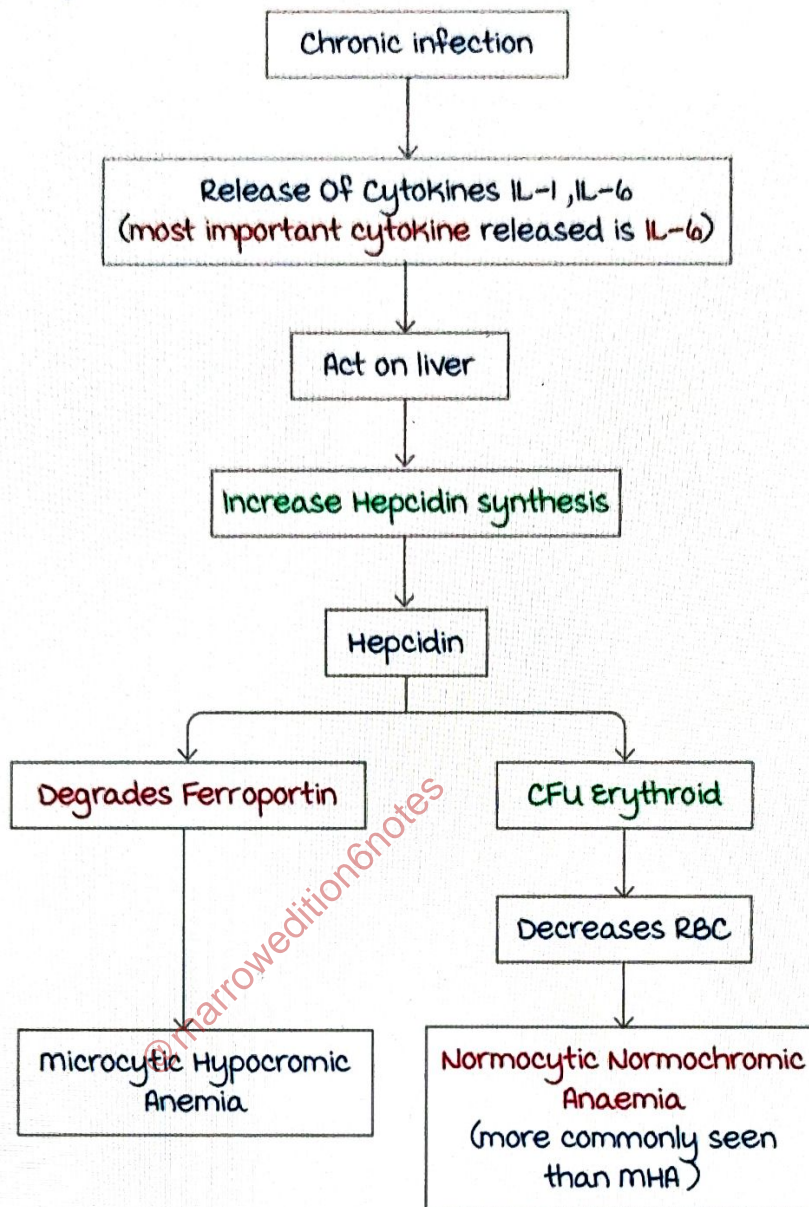 Chronic infection
Release Of Cytokines IL-1, IL-6
(most important cytokine released is IL-6)
Act on liver
Increase Hepcidin synthesis
Hepcidin
Degrades Ferroportin
CFU Erythroid
Decreases RBC
@marrowedition6notes
microcytic Hypocromic
Anemia
Normocytic Normochromic
Anaemia
(more commonly seen
than MHA)